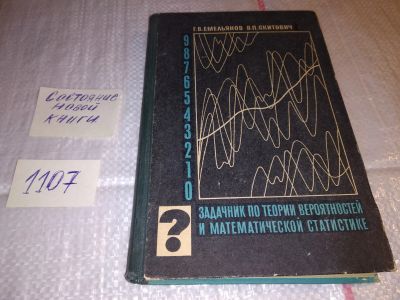 Г.В.ЕМЕЛЬЯНОВ В.П.СКИТОВИЧ
9
8
7
6
5
4
3
2
1
0
?
ЗАДАЧНИК ПО ТЕОРИИ ВЕРОЯТНОСТЕЙ
И МАТЕМАТИЧЕСКОЙ СТАТИСТИКЕ
Состояние
новой
книги
1107